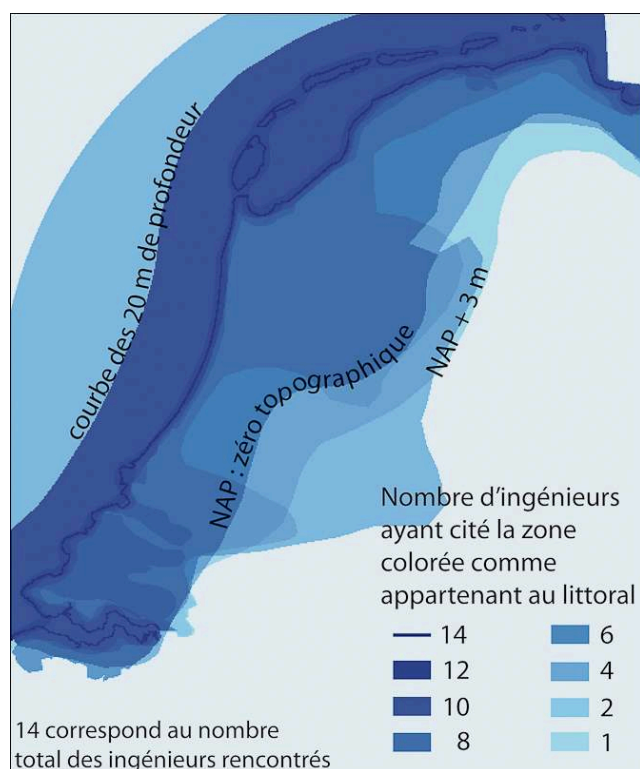 courbe des 20 m de profondeur
NAP : zéro topographique
NAP + 3 m
Nombre d'ingénieurs
ayant cité la zone
colorée comme
appartenant au littoral
14
12
10
8
6
4
2
1
14 correspond au nombre
total des ingénieurs rencontrés